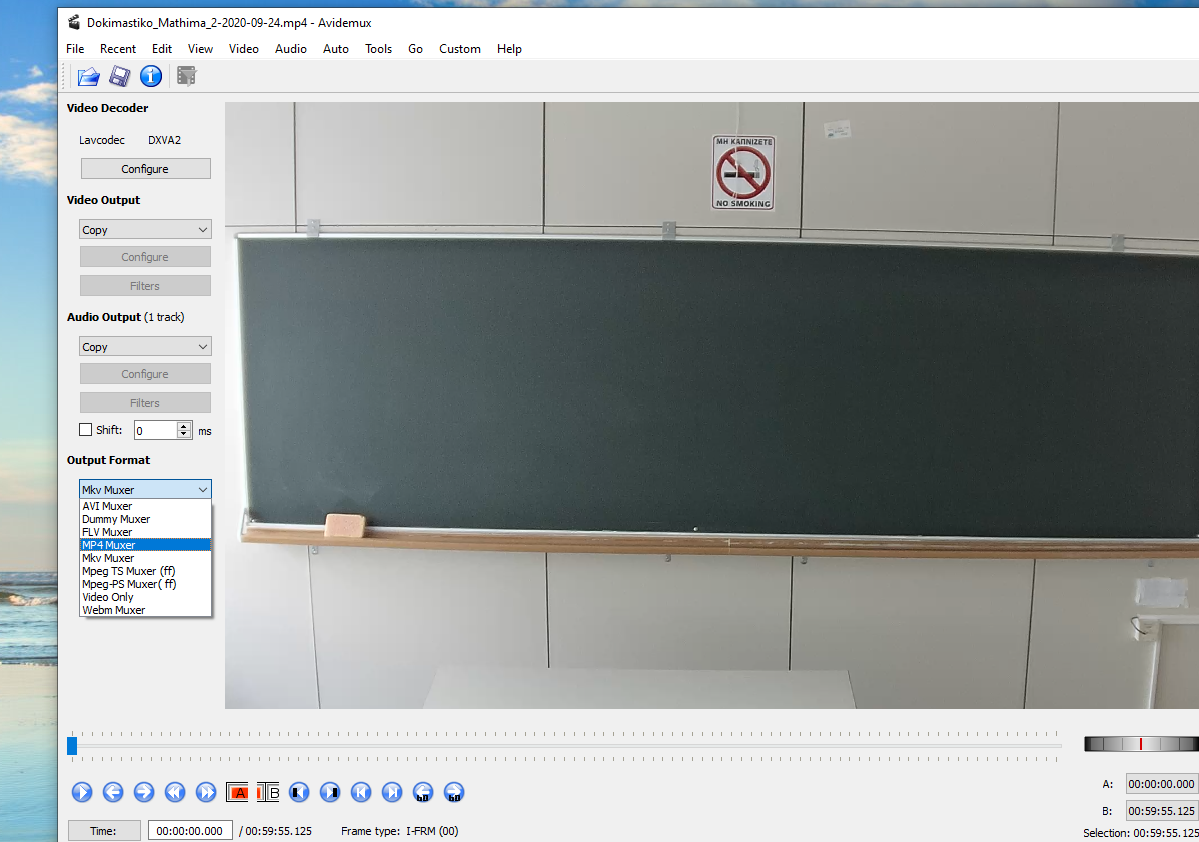 Dokimastiko_Mathima_2-2020-09-24.mp4 - Avidemux
File Recent Edit View Video Audio Auto Tools Go Custom Help
Video Decoder
Lavcodec DXVA2
Configure
Video Output
Copy
Configure
Filters
Audio Output (1 track)
Copy
Configure
Filters
Shift: 0 ms
Output Format
Mkv Muxer
AVI Muxer
Dummy Muxer
FLV Muxer
MP4 Muxer
Mkv Muxer
Mpeg TS Muxer (ff)
Mpeg-PS Muxer( ff)
Video Only
Webm Muxer
ΜΗ ΚΑΠΝΙΖΕΤΕ
NO SMOKING
A B 60 60
A: 00:00:00.000
B: 00:59:55.125
Selection: 00:59:55.125
Time: 00:00:00.000 / 00:59:55.125 Frame type: I-FRM (00)